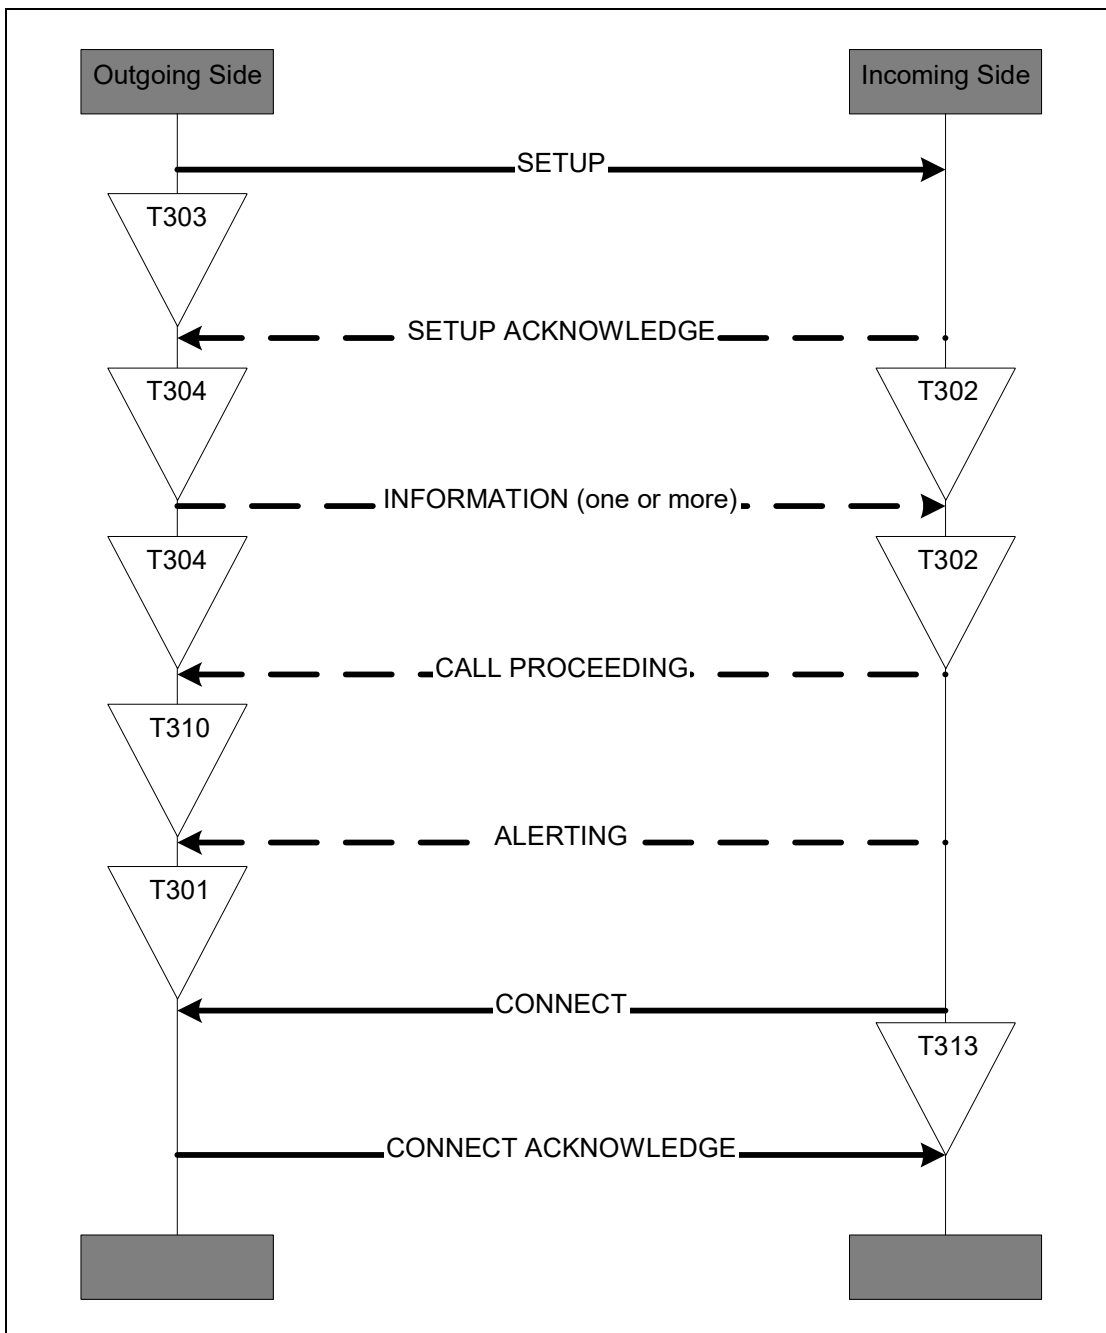 Outgoing Side
Incoming Side
SETUP
T303
SETUP ACKNOWLEDGE
T304
T302
INFORMATION (one or more)
T304
T302
CALL PROCEEDING
T310
ALERTING
T301
CONNECT
T313
CONNECT ACKNOWLEDGE